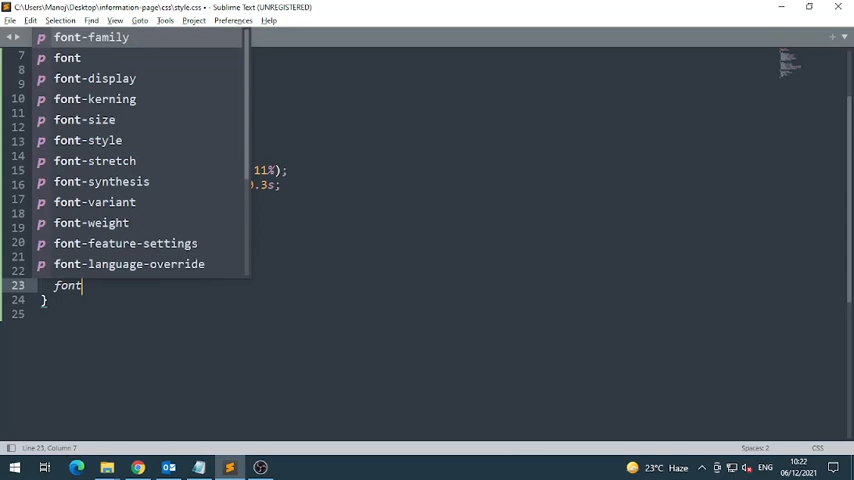 C:\Users\Manoj\Desktop\information-page\css\style.css • - Sublime Text (UNREGISTERED)
File Edit Selection Find View Goto Tools Project Preferences Help
p font-family
7
p font
8
p font-display
9
p font-kerning
10
11
p font-size
12
13
p font-style
14
p font-stretch
15 11%);
16 0.3s;
p font-synthesis
17
p font-variant
18
19
p font-weight
20
p font-feature-settings
21
p font-language-override
22
23 font
24 }
25
Line 23, Column 7 Spaces: 2 CSS
23°C Haze ENG 10:22
06/12/2021